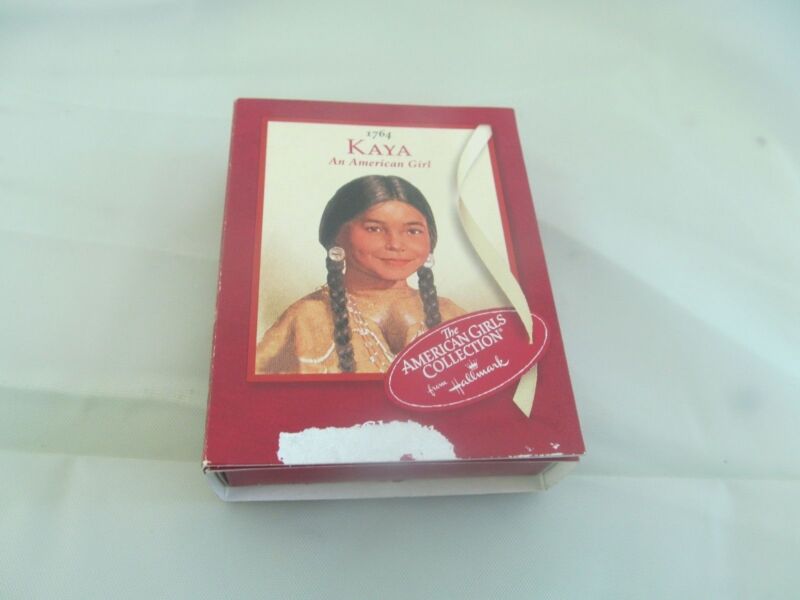 1764
KAYA
An American Girl
The
AMERICAN GIRLS
COLLECTION®
from Hallmark